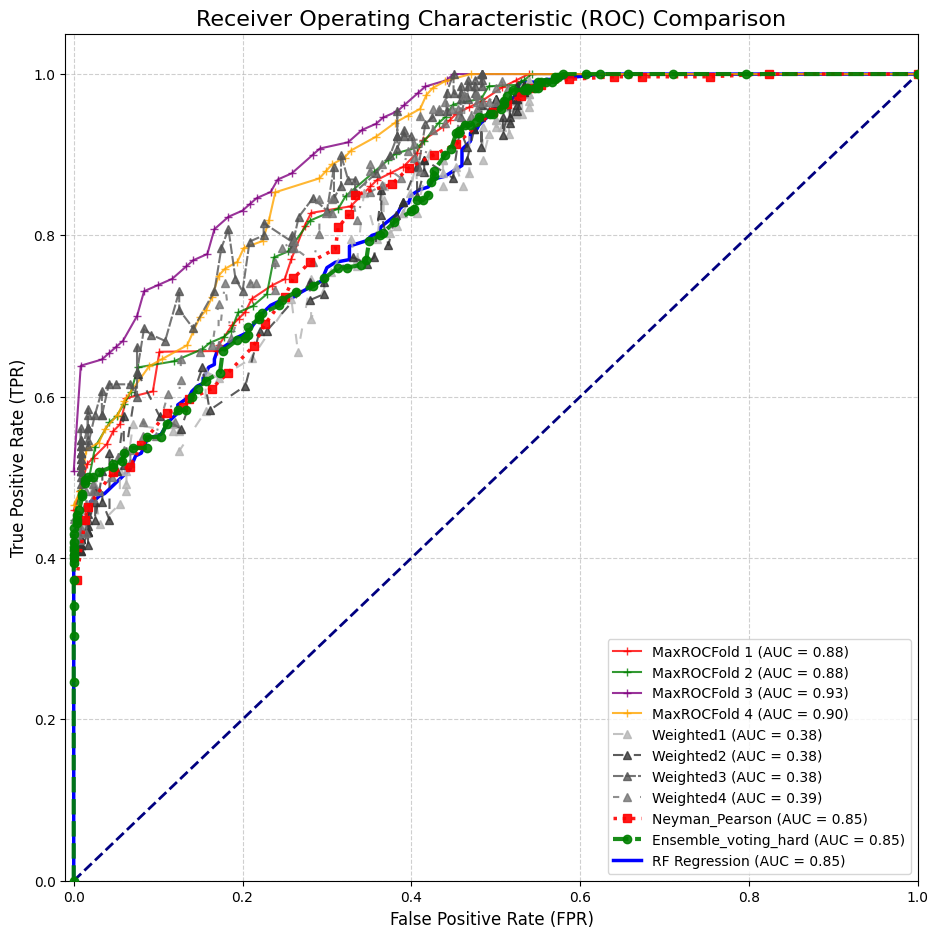 Receiver Operating Characteristic (ROC) Comparison
True Positive Rate (TPR)
1.0
0.8
0.6
0.4
0.2
0.0
0.0
0.2
0.4
0.6
0.8
1.0
False Positive Rate (FPR)
MaxROCFold 1 (AUC = 0.88)
MaxROCFold 2 (AUC = 0.88)
MaxROCFold 3 (AUC = 0.93)
MaxROCFold 4 (AUC = 0.90)
Weighted1 (AUC = 0.38)
Weighted2 (AUC = 0.38)
Weighted3 (AUC = 0.38)
Weighted4 (AUC = 0.39)
Neyman_Pearson (AUC = 0.85)
Ensemble_voting_hard (AUC = 0.85)
RF Regression (AUC = 0.85)